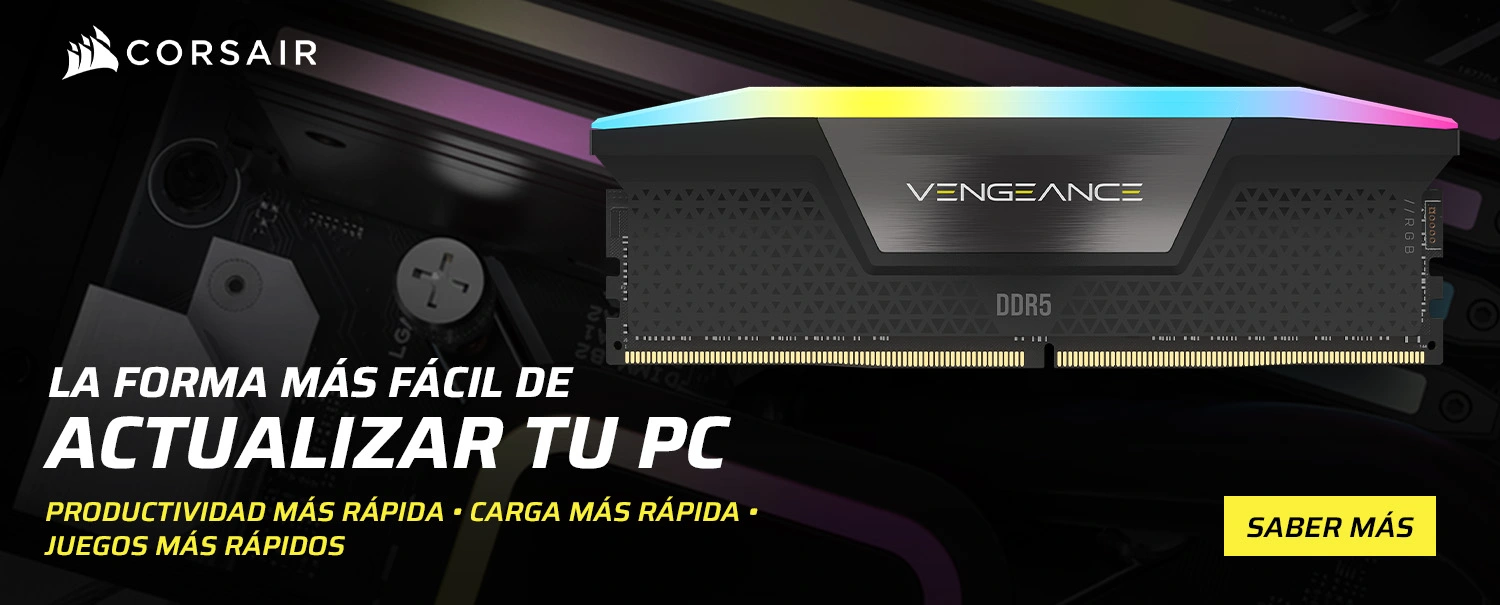 CORSAIR
VENGEANCE
//RGB
DDR5
LA FORMA MÁS FÁCIL DE
ACTUALIZAR TU PC
PRODUCTIVIDAD MÁS RÁPIDA • CARGA MÁS RÁPIDA •
JUEGOS MÁS RÁPIDOS
SABER MÁS